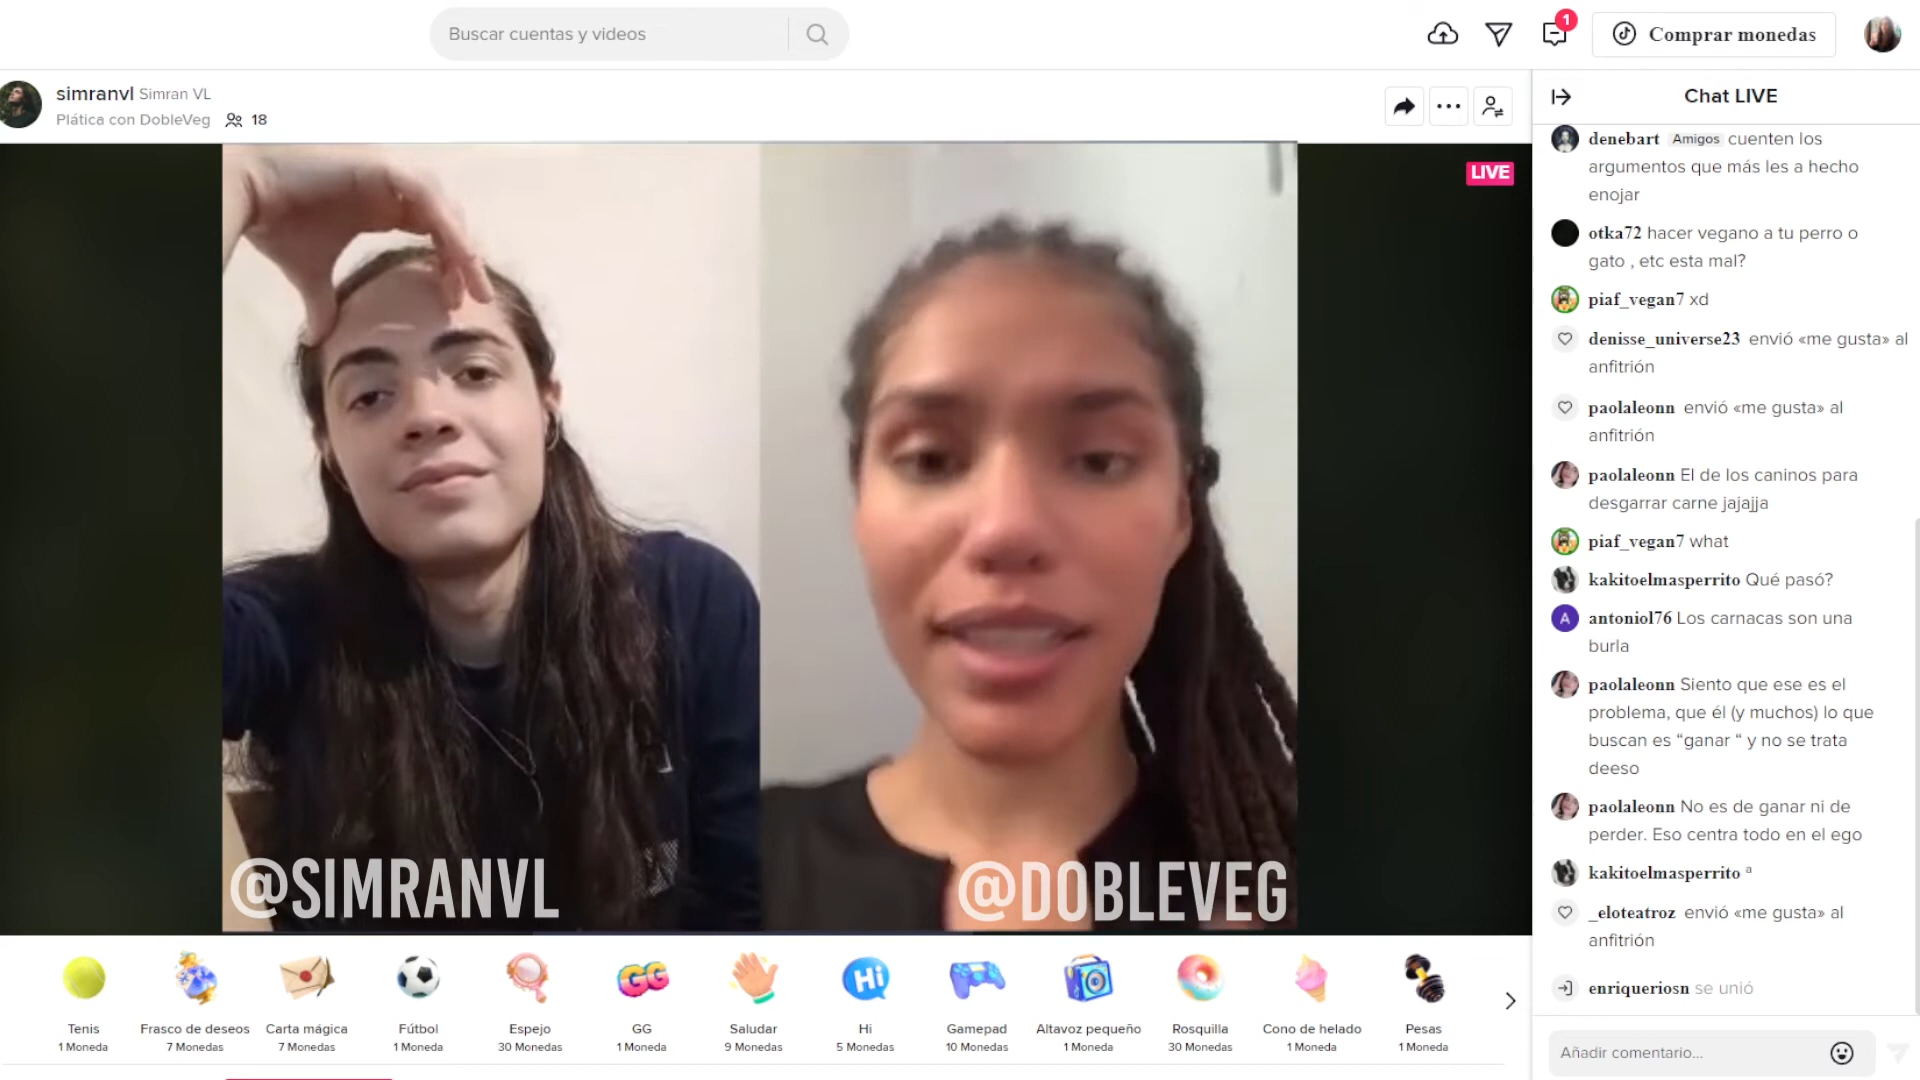 Buscar cuentas y videos
1
Comprar monedas
simranvl Simran VL
Plática con DobleVeg 18
LIVE
@SIMRANVL
@DOBLEVEG
Tenis
1 Moneda
Frasco de deseos
7 Monedas
Carta mágica
7 Monedas
Fútbol
1 Moneda
Espejo
30 Monedas
GG
GG
1 Moneda
Saludar
9 Monedas
Hi
Hi
5 Monedas
Gamepad
10 Monedas
Altavoz pequeño
1 Moneda
Rosquilla
30 Monedas
Cono de helado
1 Moneda
Pesas
1 Moneda
Chat LIVE
denebart Amigos cuenten los
argumentos que más les a hecho
enojar
otka72 hacer vegano a tu perro o
gato , etc esta mal?
piaf_vegan7 xd
denisse_universe23 envió «me gusta» al
anfitrión
paolaleonn envió «me gusta» al
anfitrión
paolaleonn El de los caninos para
desgarrar carne jajajja
piaf_vegan7 what
kakitoelmasperrito Qué pasó?
A
antoniol76 Los carnacas son una
burla
paolaleonn Siento que ese es el
problema, que él (y muchos) lo que
buscan es “ganar “ y no se trata
deeso
paolaleonn No es de ganar ni de
perder. Eso centra todo en el ego
kakitoelmasperrito ª
_eloteatroz envió «me gusta» al
anfitrión
enriqueriosn se unió
Añadir comentario...